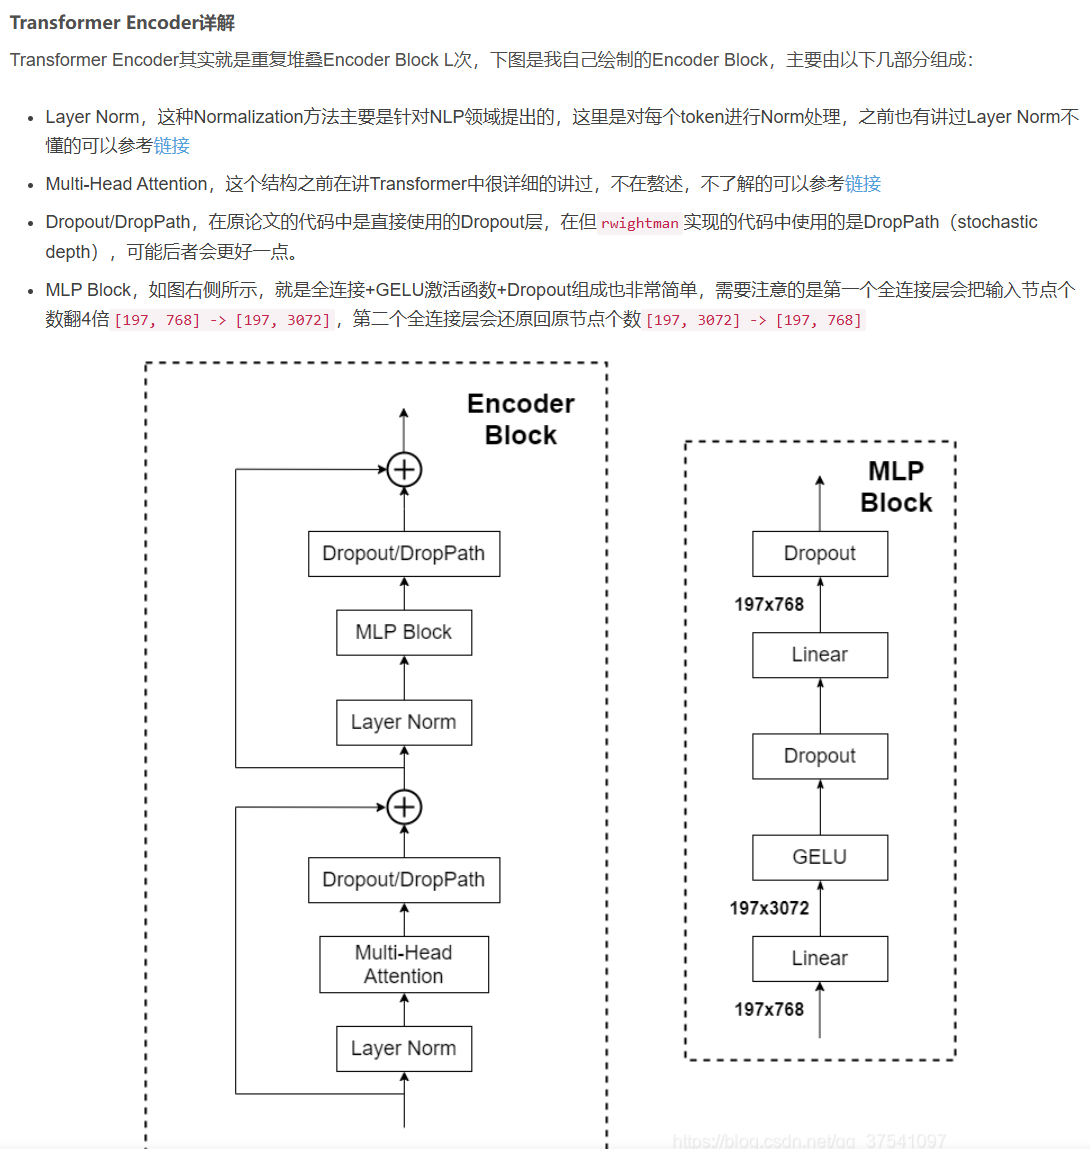 Transformer Encoder详解
Transformer Encoder其实就是重复堆叠Encoder Block L次，下图是我自己绘制的Encoder Block，主要由以下几部分组成：
• Layer Norm，这种Normalization方法主要是针对NLP领域提出的，这里是对每个token进行Norm处理，之前也有讲过Layer Norm不
懂的可以参考链接
• Multi-Head Attention，这个结构之前在讲Transformer中很详细的讲过，不在赘述，不了解的可以参考链接
• Dropout/DropPath，在原论文的代码中是直接使用的Dropout层，在但 rwightman 实现的代码中使用的是DropPath（stochastic
depth），可能后者会更好一点。
• MLP Block，如图右侧所示，就是全连接+GELU激活函数+Dropout组成也非常简单，需要注意的是第一个全连接层会把输入节点个
数翻4倍 [197, 768] -> [197, 3072] ，第二个全连接层会还原回原节点个数 [197, 3072] -> [197, 768]
Encoder
Block
Dropout/DropPath
MLP Block
Layer Norm
Dropout/DropPath
Multi-Head
Attention
Layer Norm
MLP
Block
Dropout
197x768
Linear
Dropout
GELU
197x3072
Linear
197x768
https://blog.csdn.net/qq_37541097